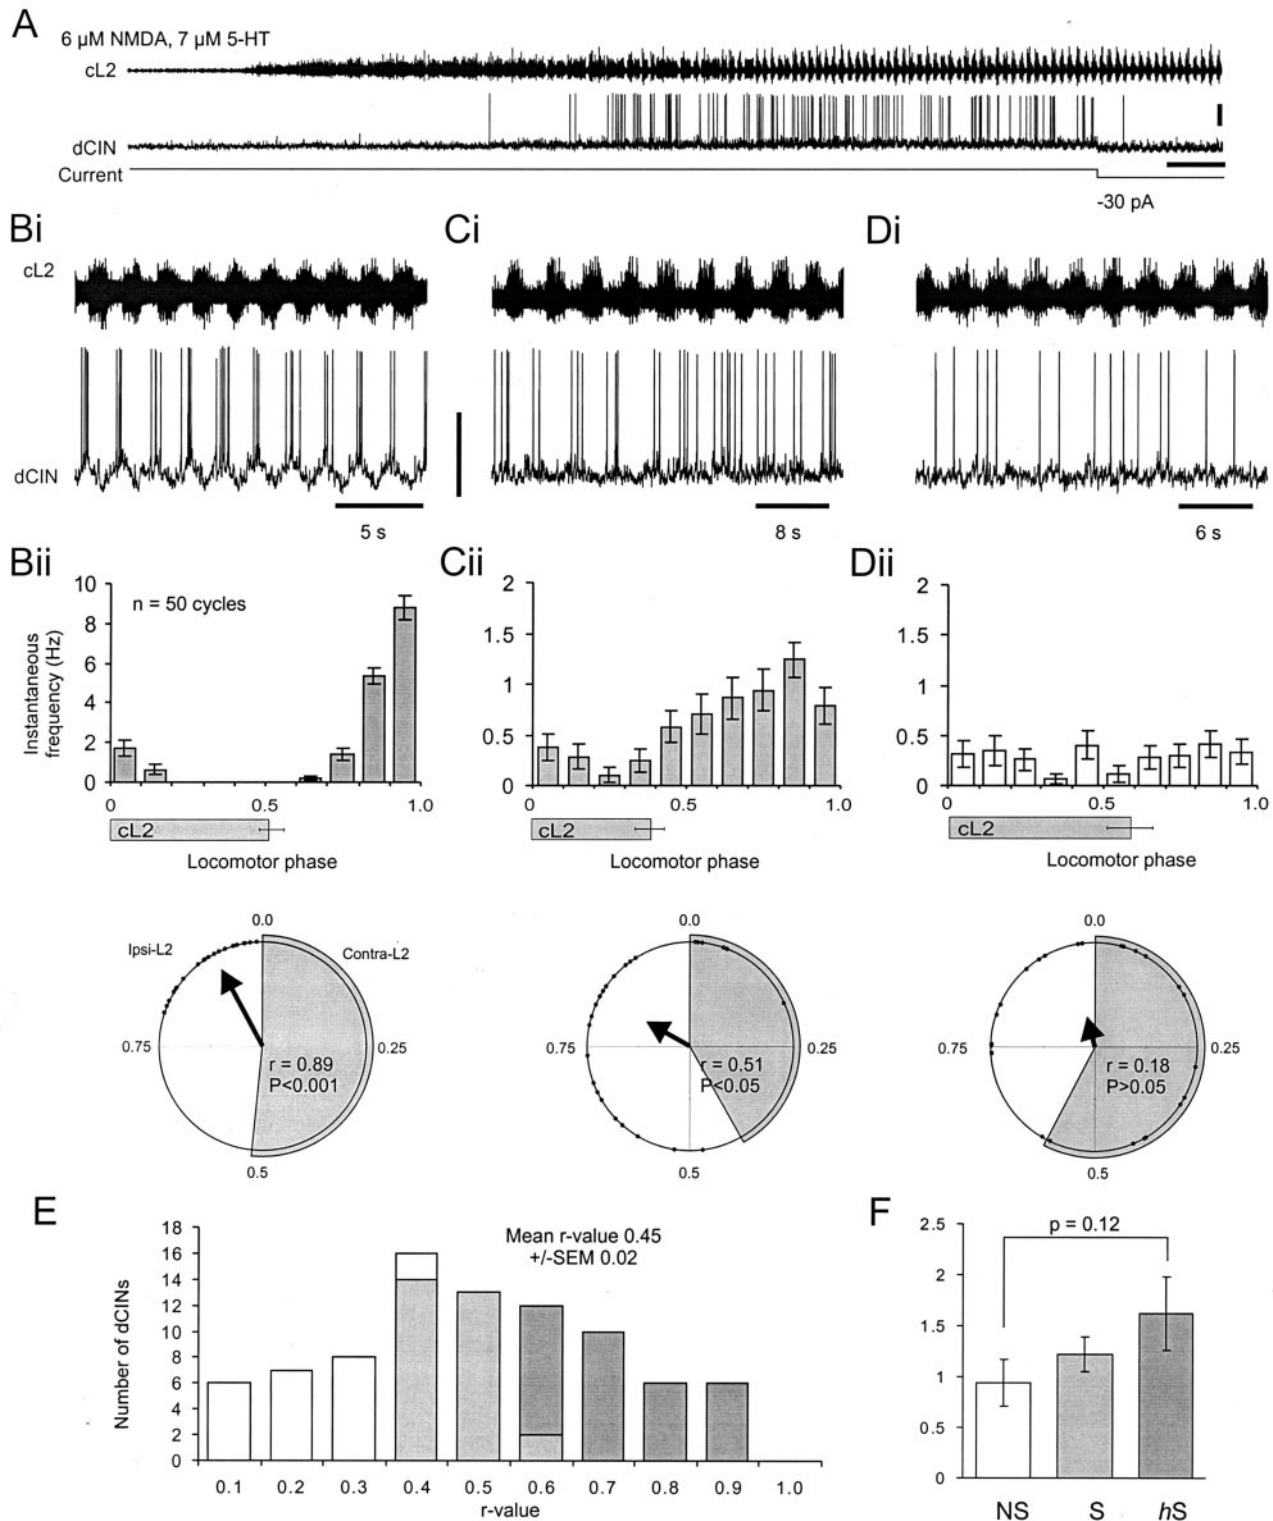 A
6 µM NMDA, 7 µM 5-HT
cL2
dCIN
Current
-30 pA
Bi
Ci
Di
cL2
dCIN
5 s
8 s
6 s
Bii
Cii
Dii
10
8
6
4
2
0
n = 50 cycles
Instantaneous
frequency (Hz)
0
0.5
1.0
cL2
Locomotor phase
2
1.5
1
0.5
0
0
0.5
1.0
cL2
Locomotor phase
2
1.5
1
0.5
0
0
0.5
1.0
cL2
Locomotor phase
0.0
Ipsi-L2
Contra-L2
0.75
0.25
r = 0.89
P<0.001
0.5
0.0
0.75
0.25
r = 0.51
P<0.05
0.5
0.0
0.75
0.25
r = 0.18
P>0.05
0.5
E
18
16
14
12
10
8
6
4
2
0
Number of dCINs
Mean r-value 0.45
+/-SEM 0.02
0.1 0.2 0.3 0.4 0.5 0.6 0.7 0.8 0.9 1.0
r-value
F
2.5
2
1.5
1
0.5
0
p = 0.12
NS S hS